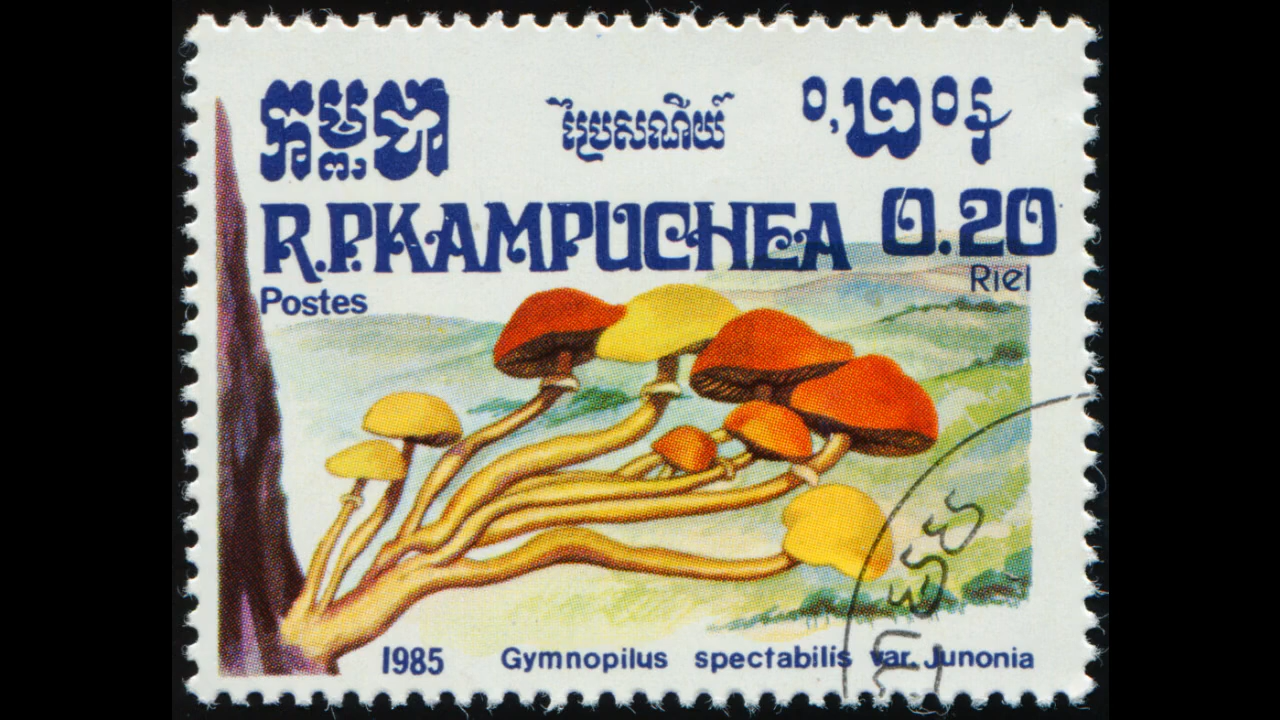 កម្ពុជា
ប្រៃសណីយ៍
០,២០រ
R.P.KAMPUCHEA 0.20
Postes Riel
1985 Gymnopilus spectabilis var. Junonia